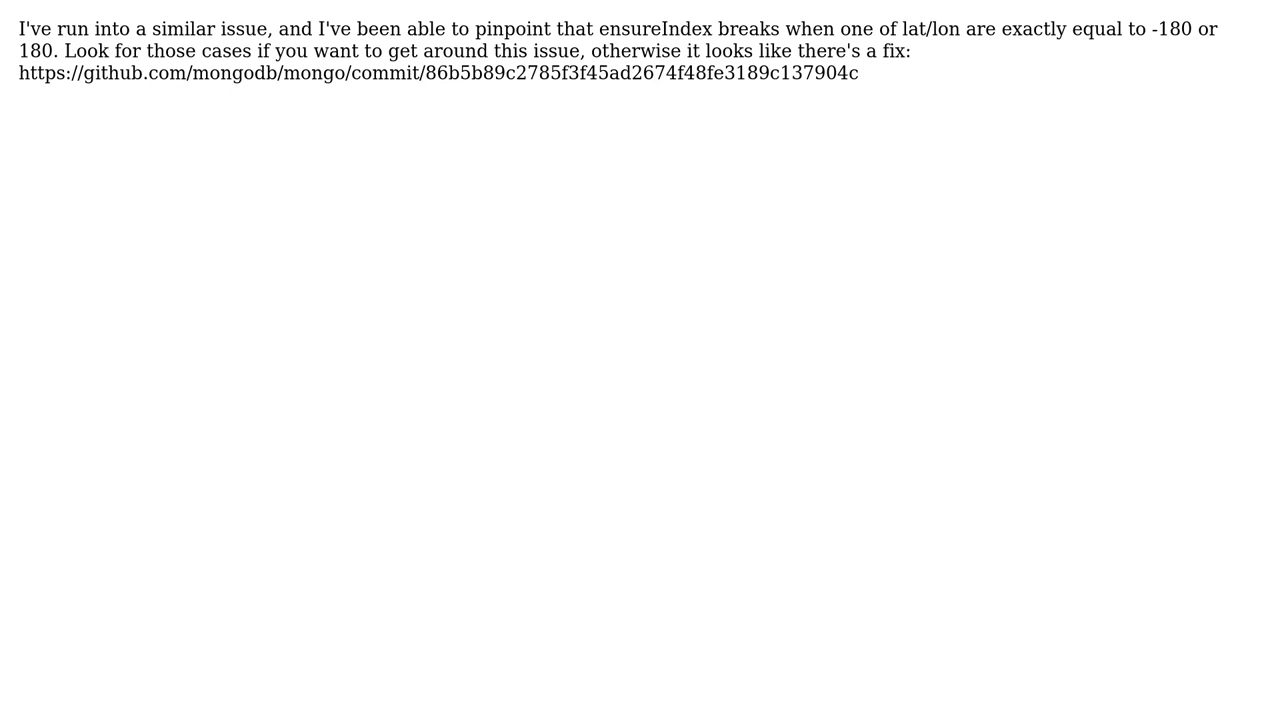 I've run into a similar issue, and I've been able to pinpoint that ensureIndex breaks when one of lat/lon are exactly equal to -180 or
180. Look for those cases if you want to get around this issue, otherwise it looks like there's a fix:
https://github.com/mongodb/mongo/commit/86b5b89c2785f3f45ad2674f48fe3189c137904c